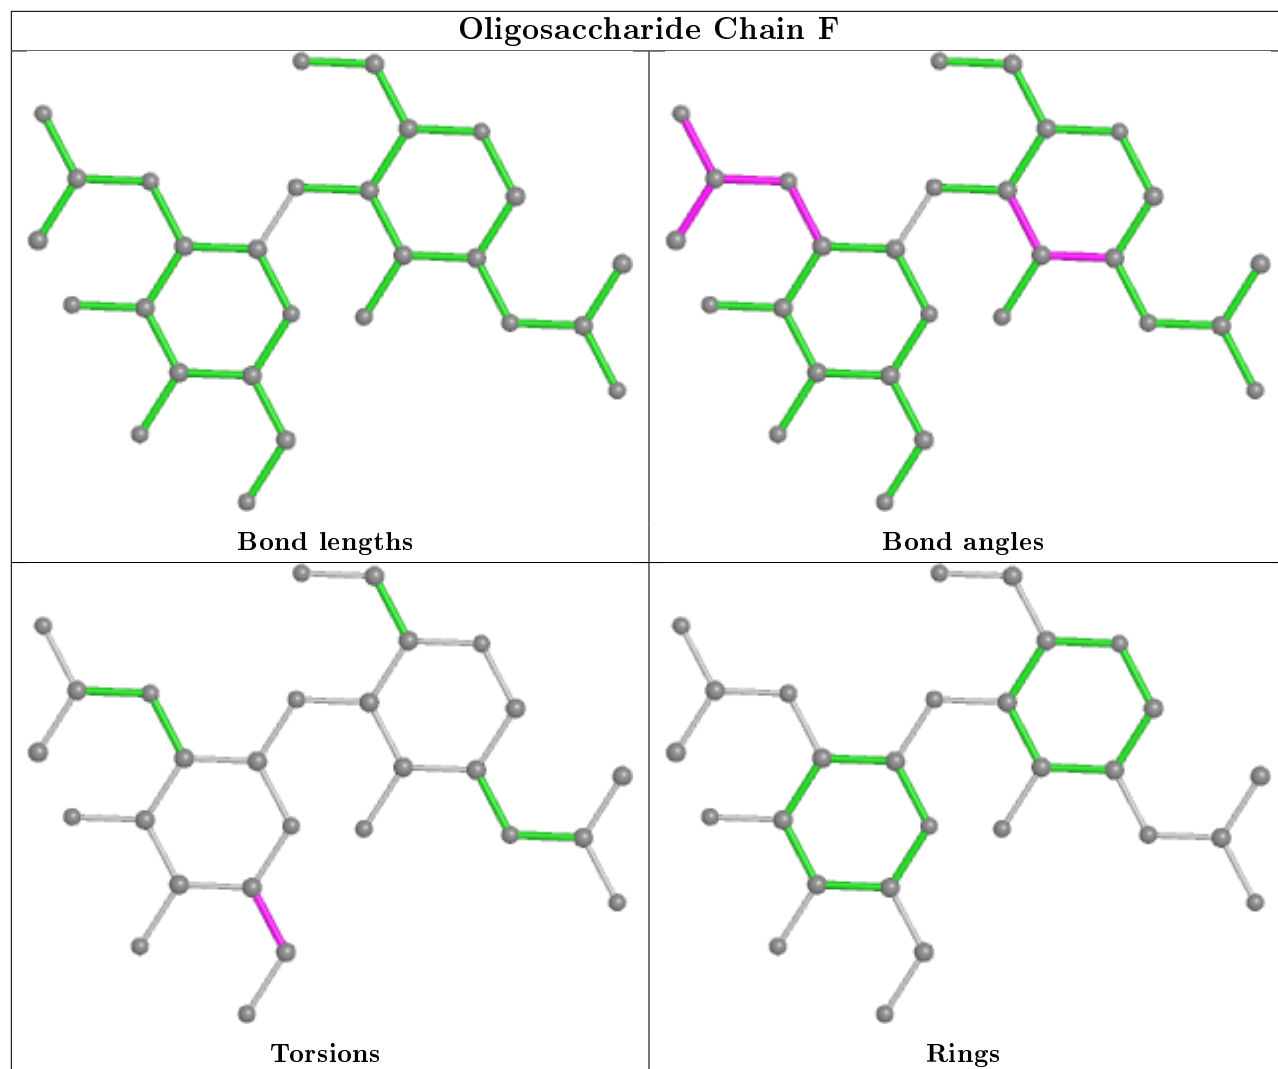 Oligosaccharide Chain F
Bond lengths
Bond angles
Torsions
Rings